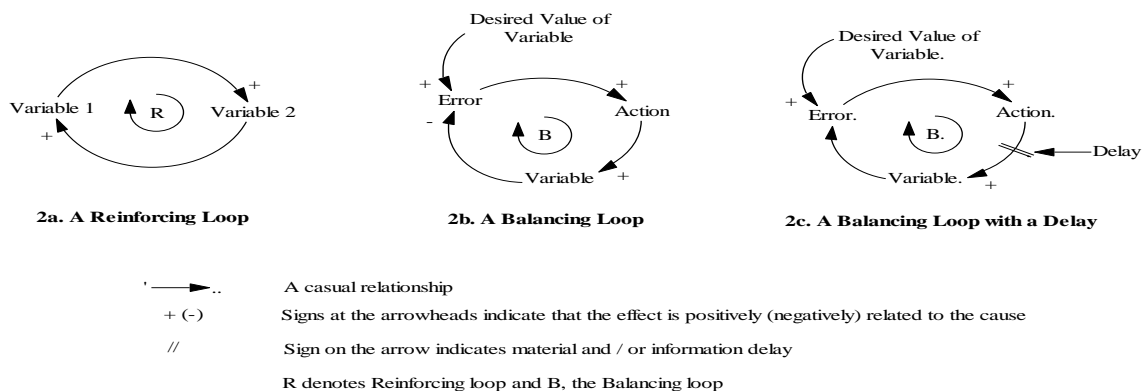 Desired Value of
Variable
+
+
Error
-
Action
B
Variable
+
Desired Value of
Variable.
+
+
Error.
Action.
B.
Delay
Variable.
+
+
Variable 1
R
Variable 2
+
2a. A Reinforcing Loop
2b. A Balancing Loop
2c. A Balancing Loop with a Delay
' ..
A casual relationship
+ (-)
Signs at the arrowheads indicate that the effect is positively (negatively) related to the cause
//
Sign on the arrow indicates material and / or information delay
R denotes Reinforcing loop and B, the Balancing loop